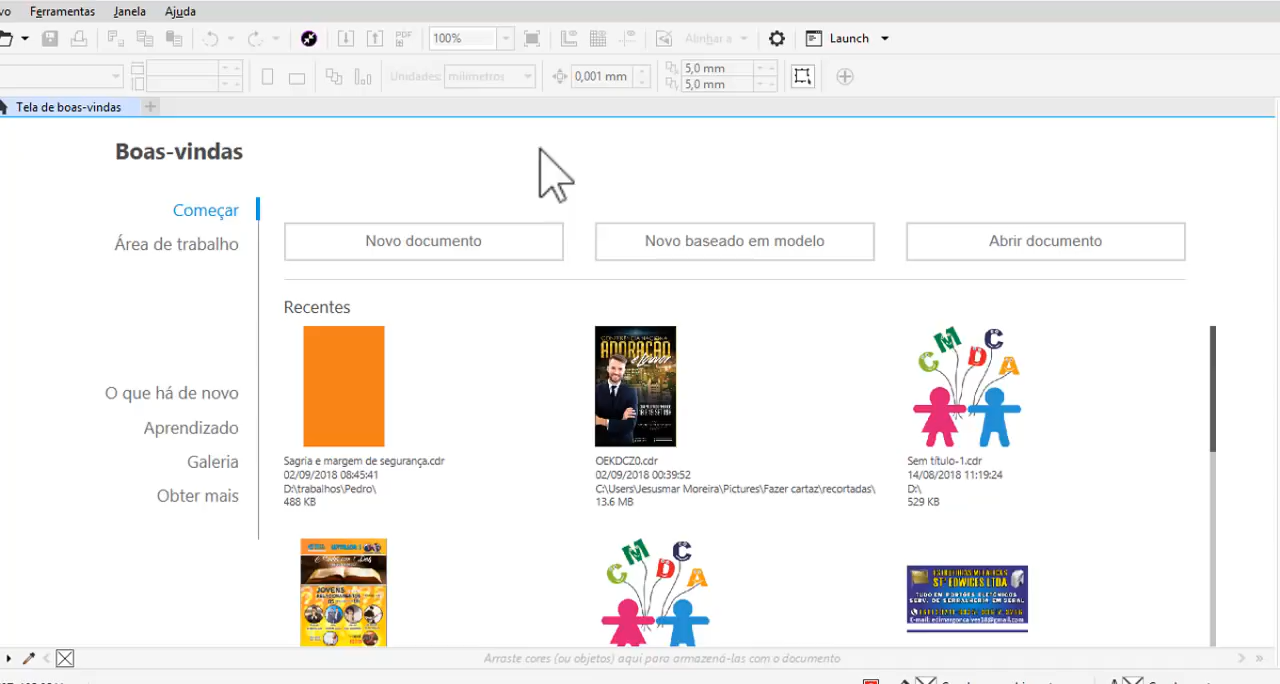 vo Ferramentas Janela Ajuda
PDF 100% Alinhar a Launch
Unidades: milímetros 0,001 mm 5,0 mm
5,0 mm
Tela de boas-vindas
Boas-vindas
Começar
Área de trabalho
O que há de novo
Aprendizado
Galeria
Obter mais
Novo documento Novo baseado em modelo Abrir documento
Recentes
ADORAÇÃO
C M D C A
Sagria e margem de segurança.cdr
02/09/2018 08:45:41
D:\trabalhos\Pedro\
488 KB
OEKDCZ0.cdr
02/09/2018 00:39:52
C:\Users\Jesusmar Moreira\Pictures\Fazer cartaz\recortadas\
13.6 MB
Sem título-1.cdr
14/08/2018 11:19:24
D:\
529 KB
JOVENS
C M D C A
ST' EDWIGES LTDA
Arraste cores (ou objetos) aqui para armazená-las com o documento